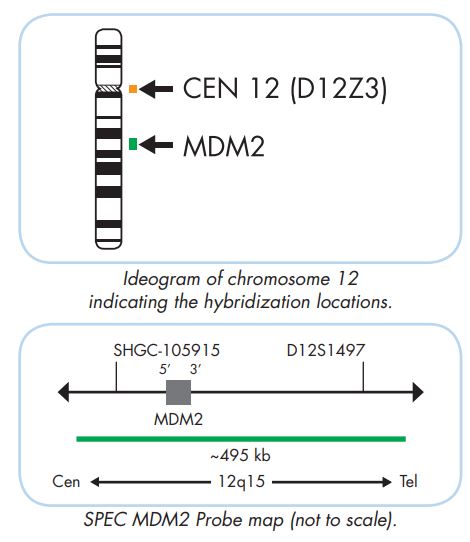 CEN 12 (D12Z3)
MDM2
Ideogram of chromosome 12
indicating the hybridization locations.
SHGC-105915 D12S1497
5’ 3’
MDM2
~495 kb
Cen 12q15 Tel
SPEC MDM2 Probe map (not to scale).